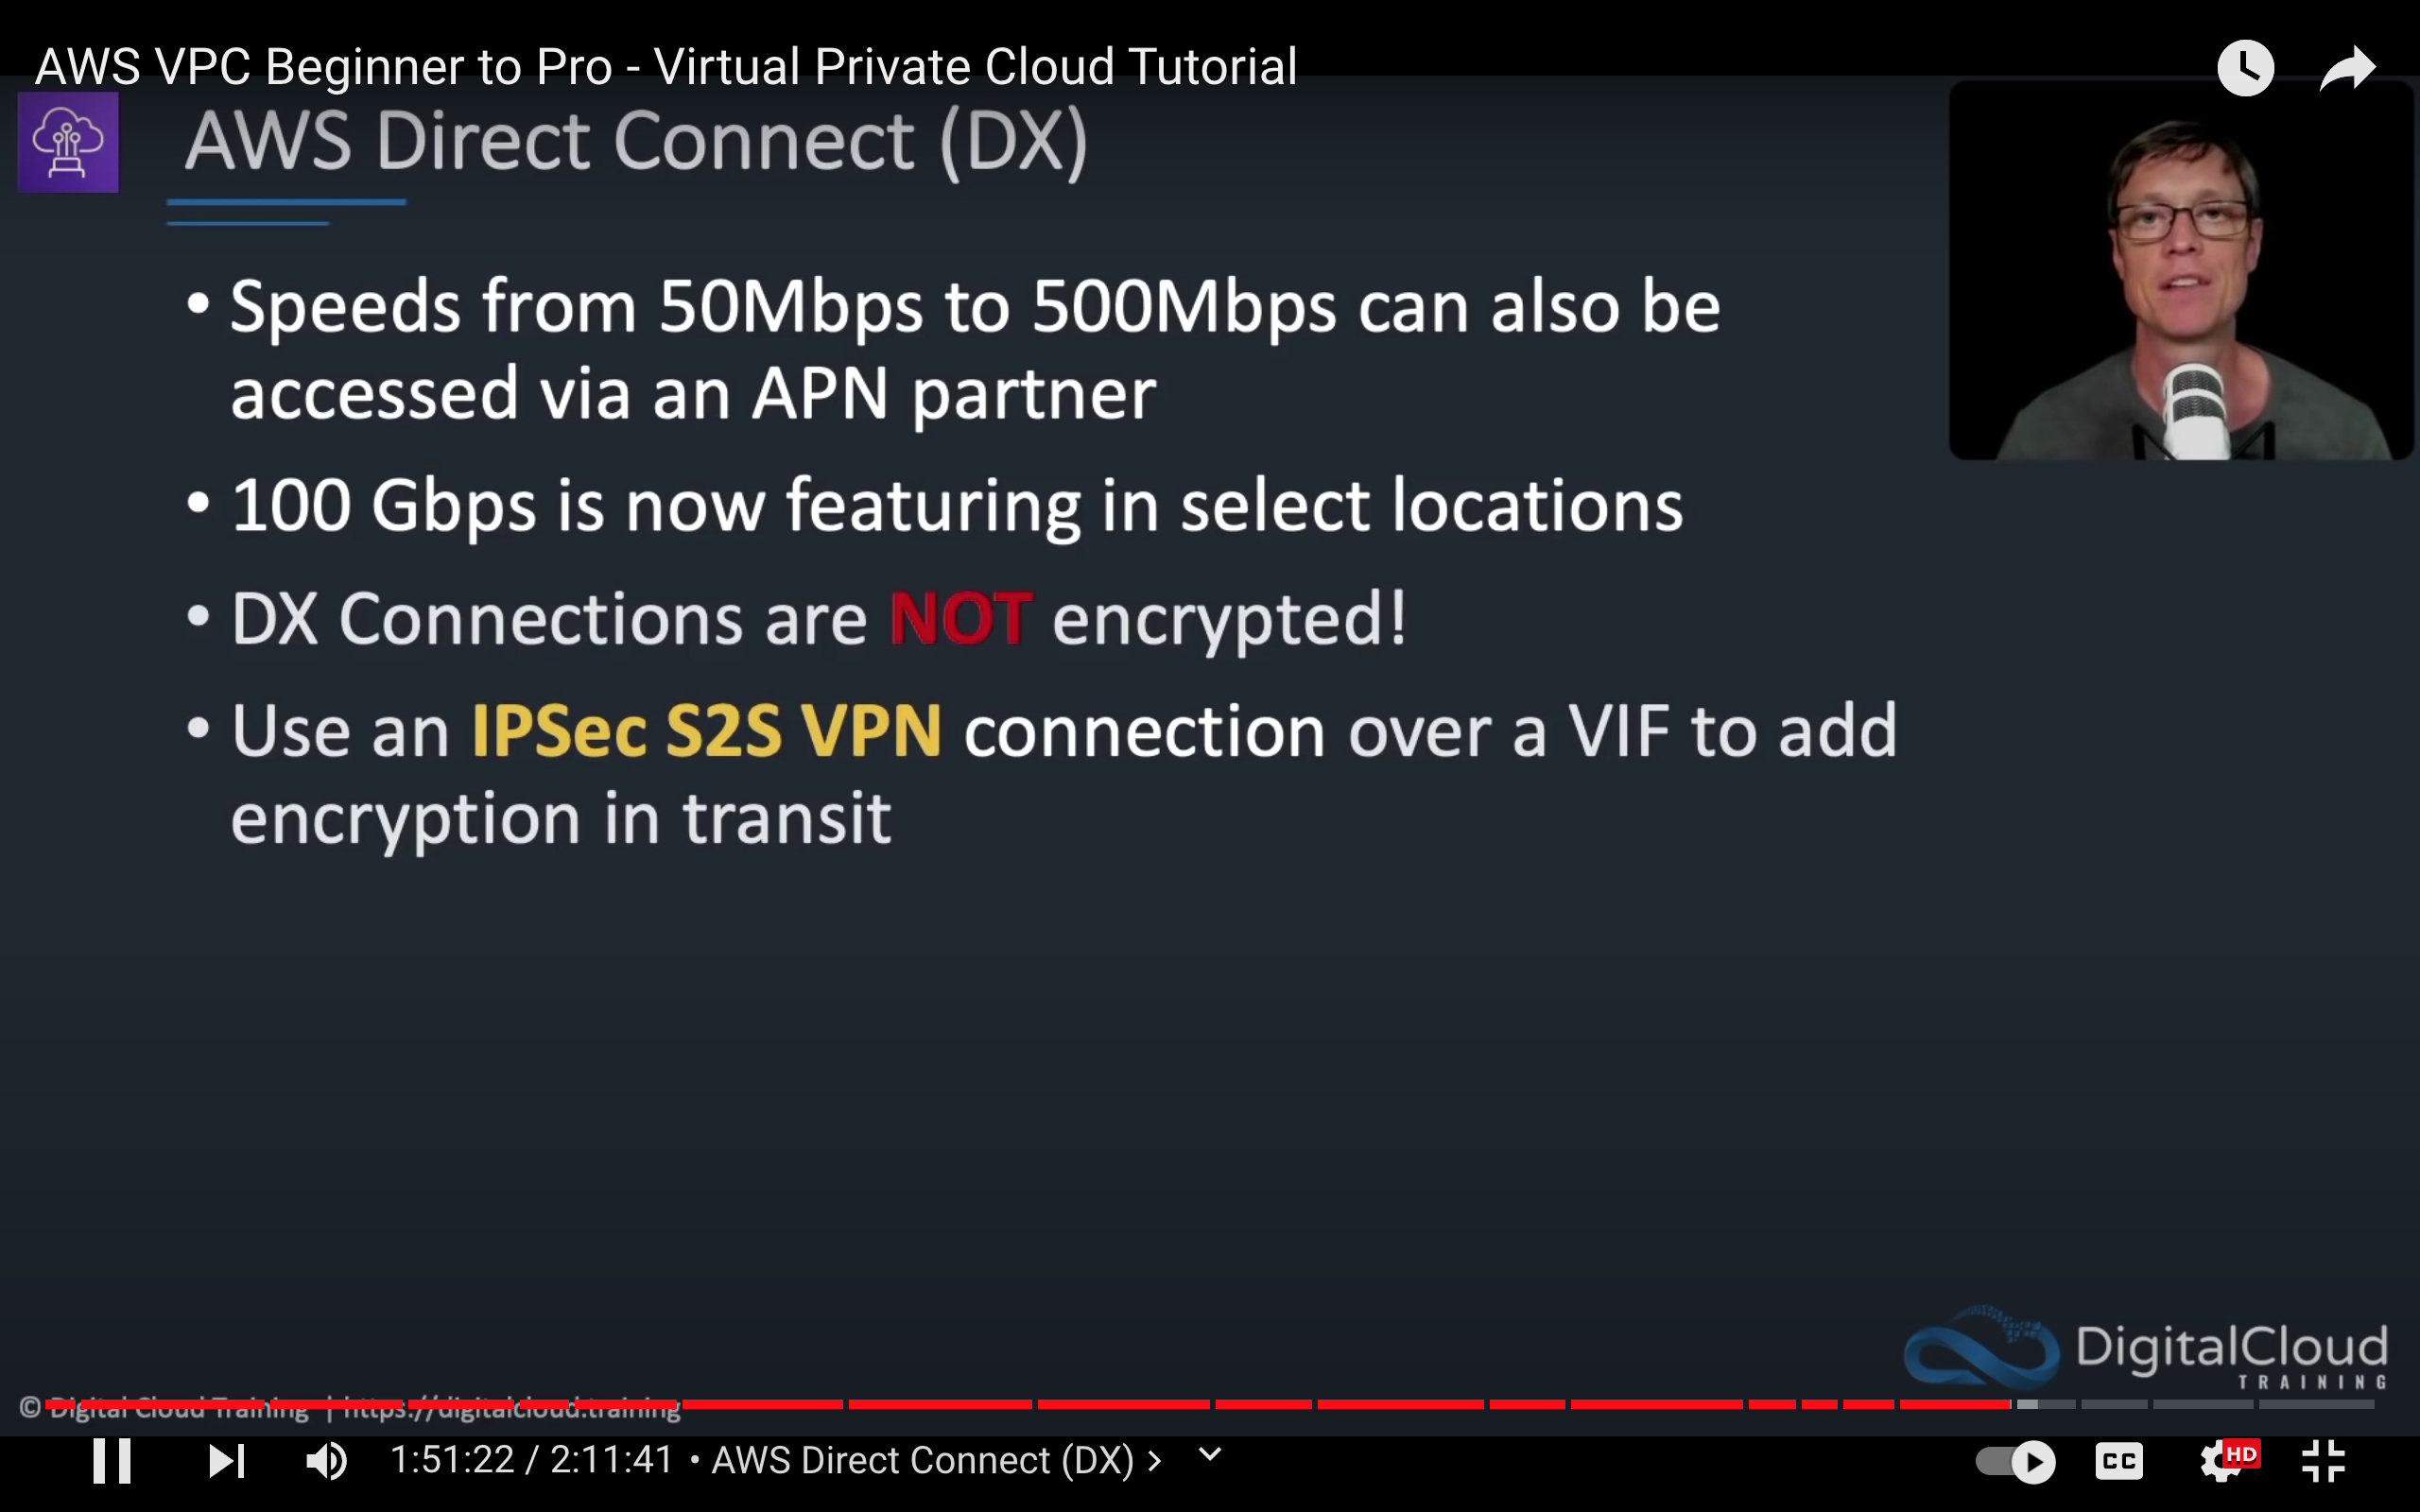 AWS VPC Beginner to Pro - Virtual Private Cloud Tutorial
AWS Direct Connect (DX)
• Speeds from 50Mbps to 500Mbps can also be
accessed via an APN partner
• 100 Gbps is now featuring in select locations
• DX Connections are NOT encrypted!
• Use an IPSec S2S VPN connection over a VIF to add
encryption in transit
DigitalCloud
TRAINING
© Digital Cloud Training | https://digitalcloud.training
1:51:22 / 2:11:41 • AWS Direct Connect (DX) ›
CC
HD